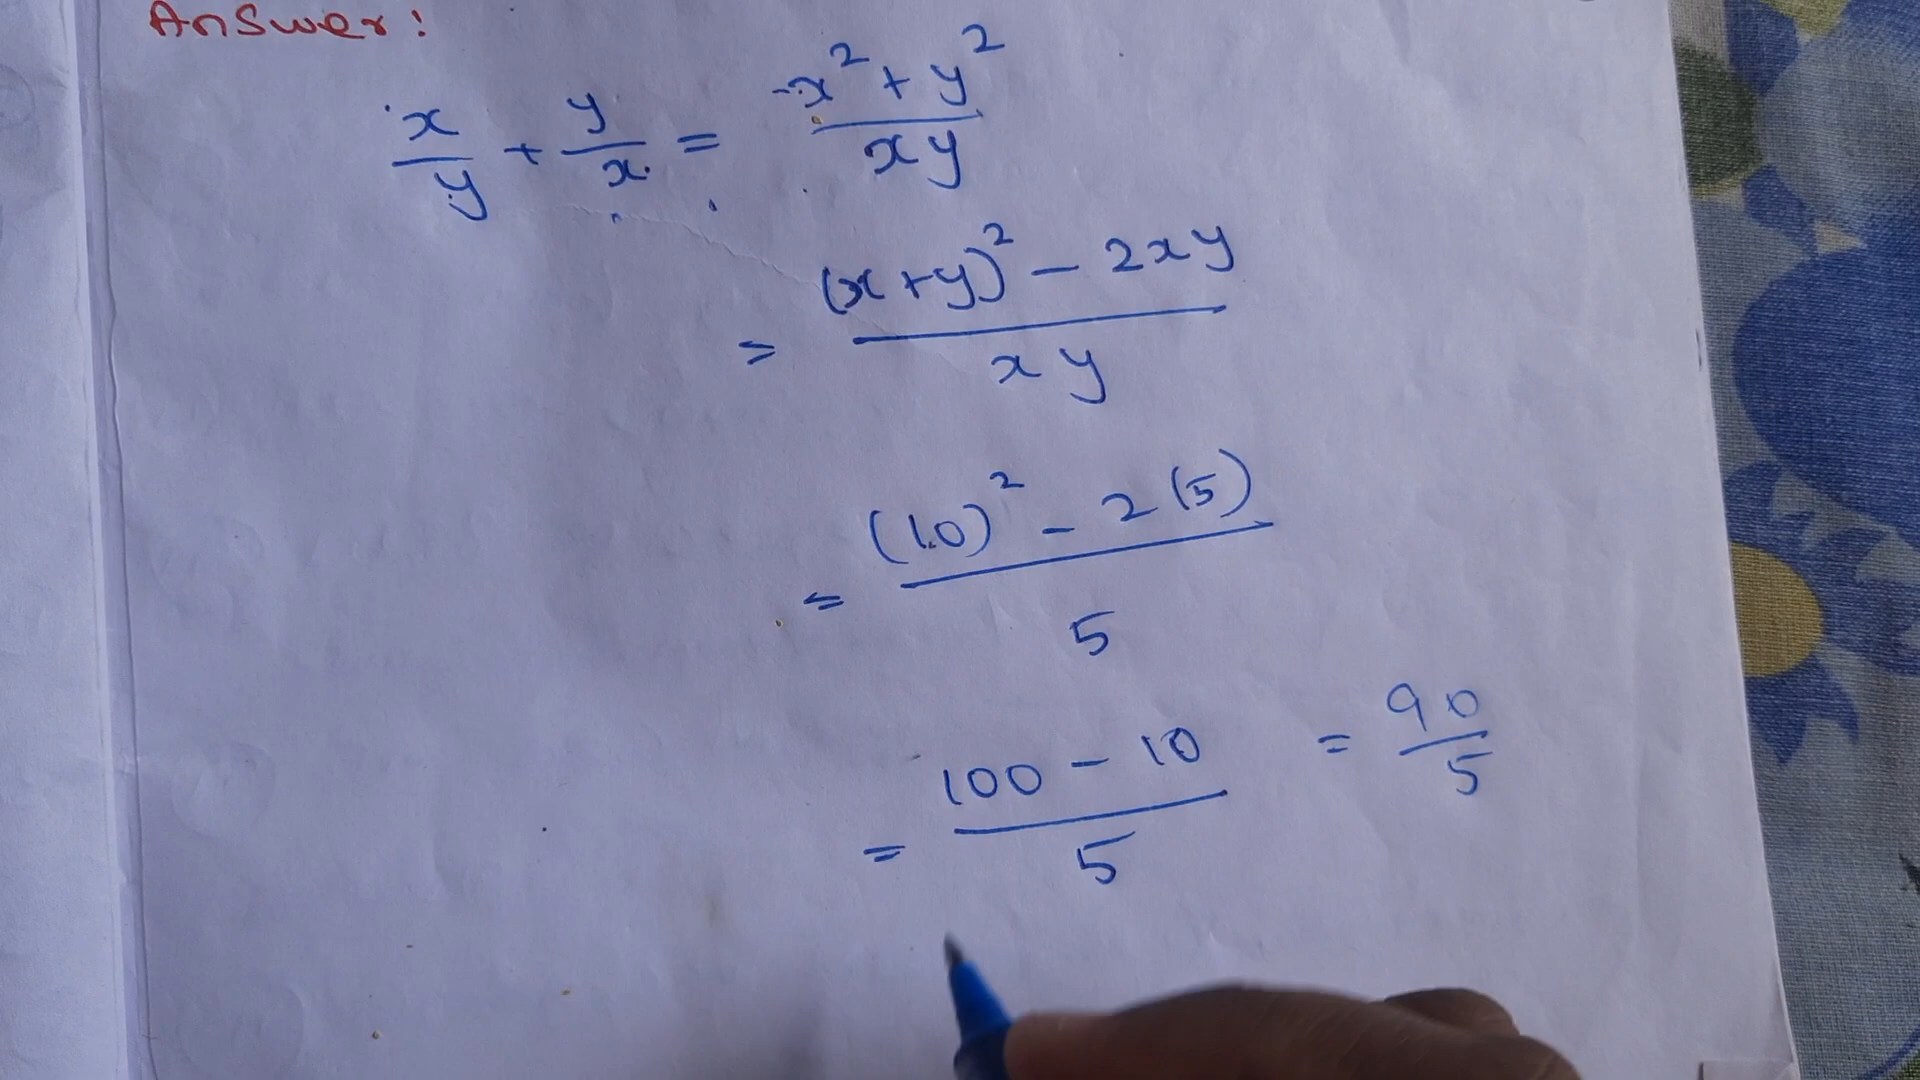 Answer:
x/y + y/x = x² + y² / xy
= (x+y)² - 2xy / xy
= (10)² - 2(5) / 5
= 100 - 10 / 5 = 90/5